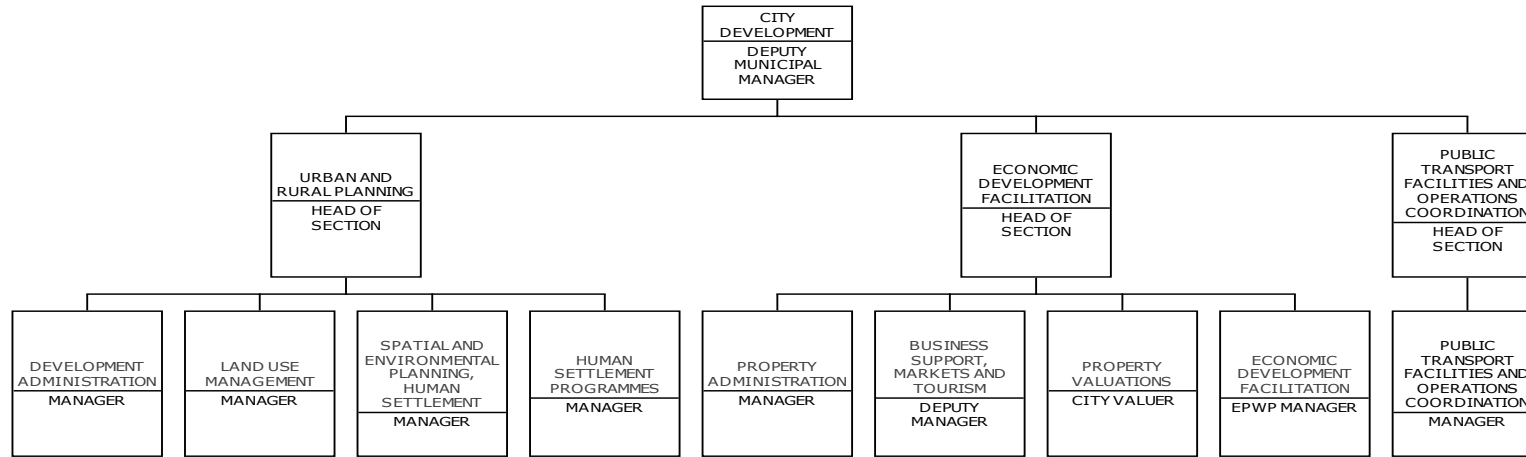 CITY
DEVELOPMENT
DEPUTY
MUNICIPAL
MANAGER
URBAN AND
RURAL PLANNING
HEAD OF
SECTION
ECONOMIC
DEVELOPMENT
FACILITATION
HEAD OF
SECTION
PUBLIC
TRANSPORT
FACILITIES AND
OPERATIONS
COORDINATION
HEAD OF
SECTION
DEVELOPMENT
ADMINISTRATION
MANAGER
LAND USE
MANAGEMENT
MANAGER
SPATIAL AND
ENVIRONMENTAL
PLANNING,
HUMAN
SETTLEMENT
MANAGER
HUMAN
SETTLEMENT
PROGRAMMES
MANAGER
PROPERTY
ADMINISTRATION
MANAGER
BUSINESS
SUPPORT,
MARKETS AND
TOURISM
DEPUTY
MANAGER
PROPERTY
VALUATIONS
CITY VALUER
ECONOMIC
DEVELOPMENT
FACILITATION
EPWP MANAGER
PUBLIC
TRANSPORT
FACILITIES AND
OPERATIONS
COORDINATION
MANAGER